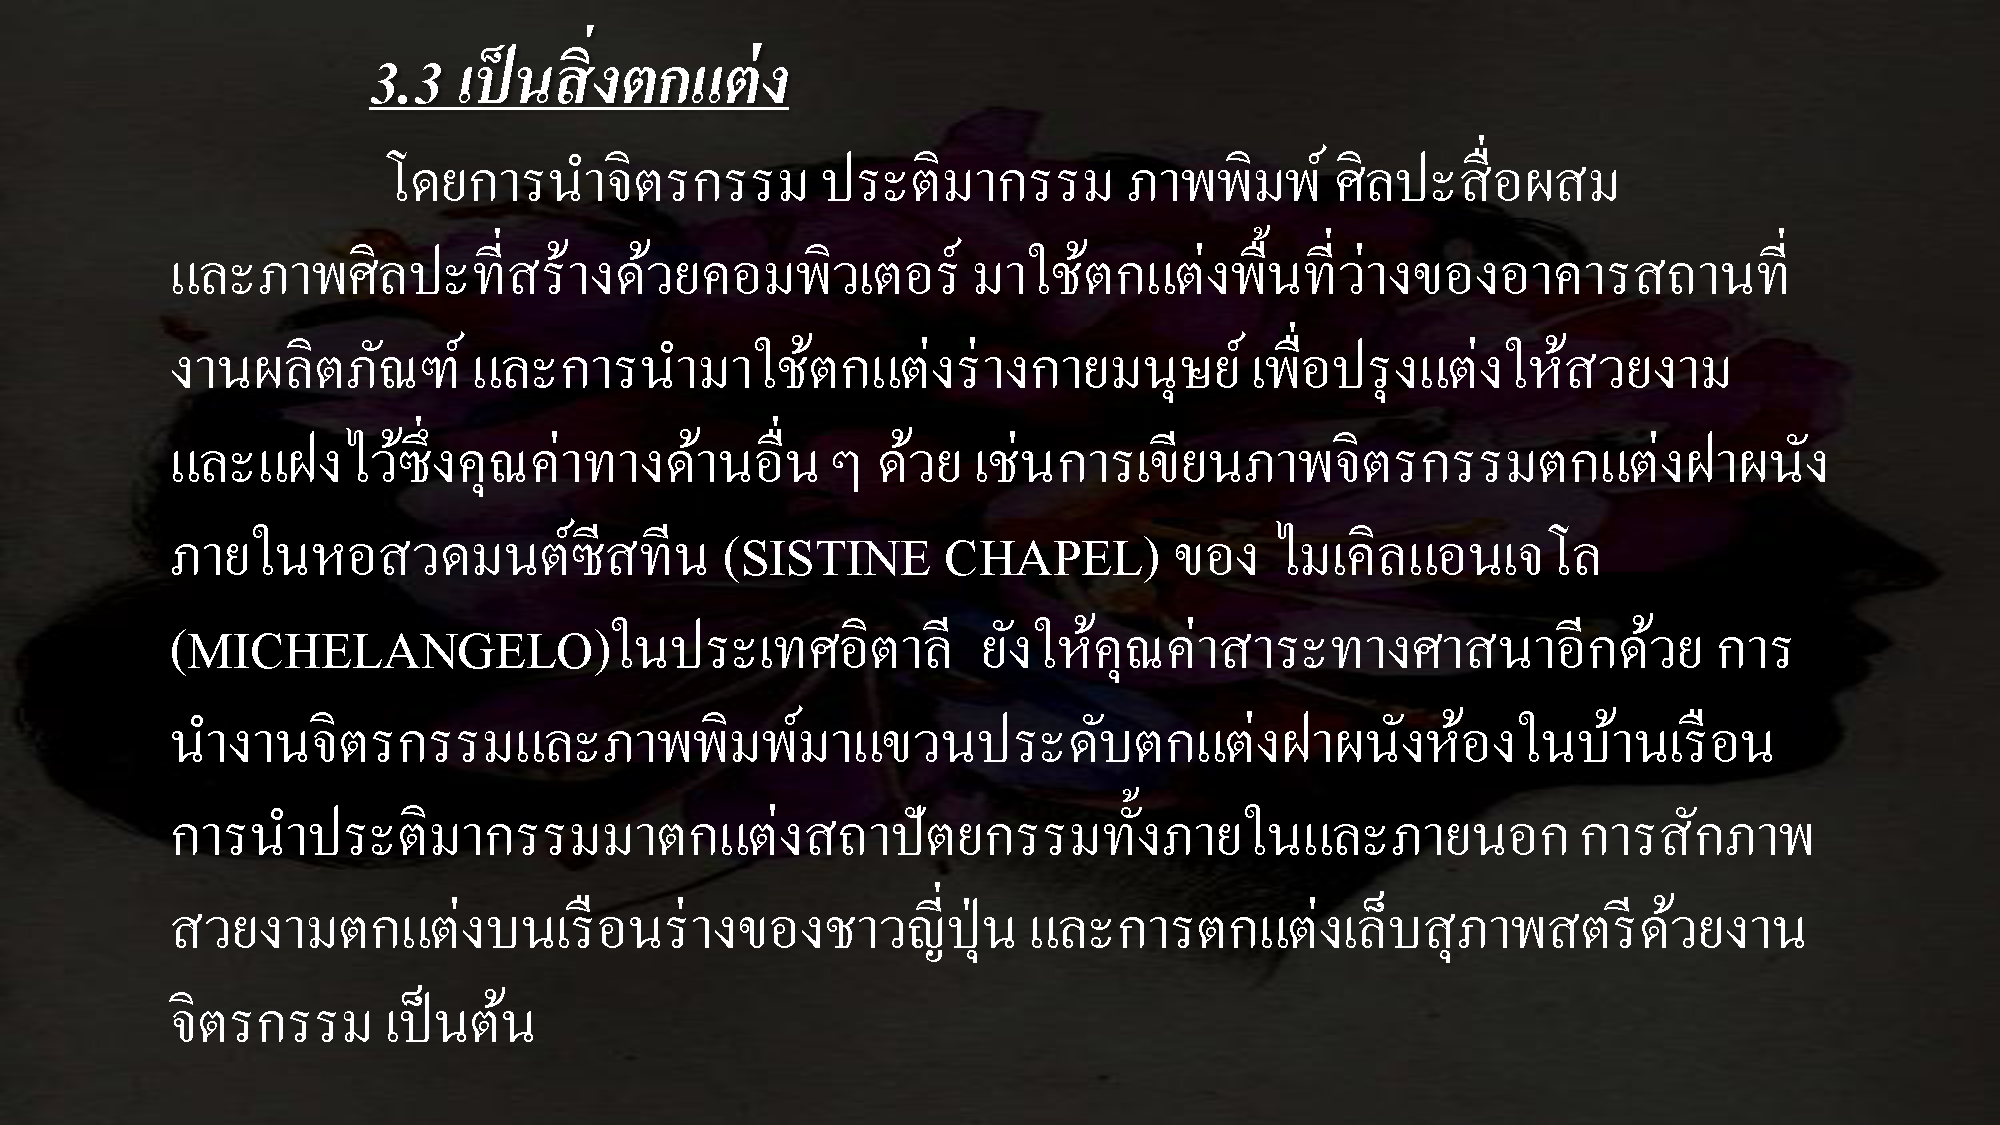 3.3 เป็นสิ่งตกแต่ง
โดยการนำจิตรกรรม ประติมากรรม ภาพพิมพ์ ศิลปะสื่อผสม
และภาพศิลปะที่สร้างด้วยคอมพิวเตอร์ มาใช้ตกแต่งพื้นที่ว่างของอาคารสถานที่
งานผลิตภัณฑ์ และการนำมาใช้ตกแต่งร่างกายมนุษย์ เพื่อปรุงแต่งให้สวยงาม
และแฝงไว้ซึ่งคุณค่าทางด้านอื่น ๆ ด้วย เช่นการเขียนภาพจิตรกรรมตกแต่งฝาผนัง
ภายในหอสวดมนต์ซีสทีน (SISTINE CHAPEL) ของ ไมเคิลแอนเจโล
(MICHELANGELO)ในประเทศอิตาลี ยังให้คุณค่าสาระทางศาสนาอีกด้วย การ
นำงานจิตรกรรมและภาพพิมพ์มาแขวนประดับตกแต่งฝาผนังห้องในบ้านเรือน
การนำประติมากรรมมาตกแต่งสถาปัตยกรรมทั้งภายในและภายนอก การสักภาพ
สวยงามตกแต่งบนเรือนร่างของชาวญี่ปุ่น และการตกแต่งเล็บสุภาพสตรีด้วยงาน
จิตรกรรม เป็นต้น